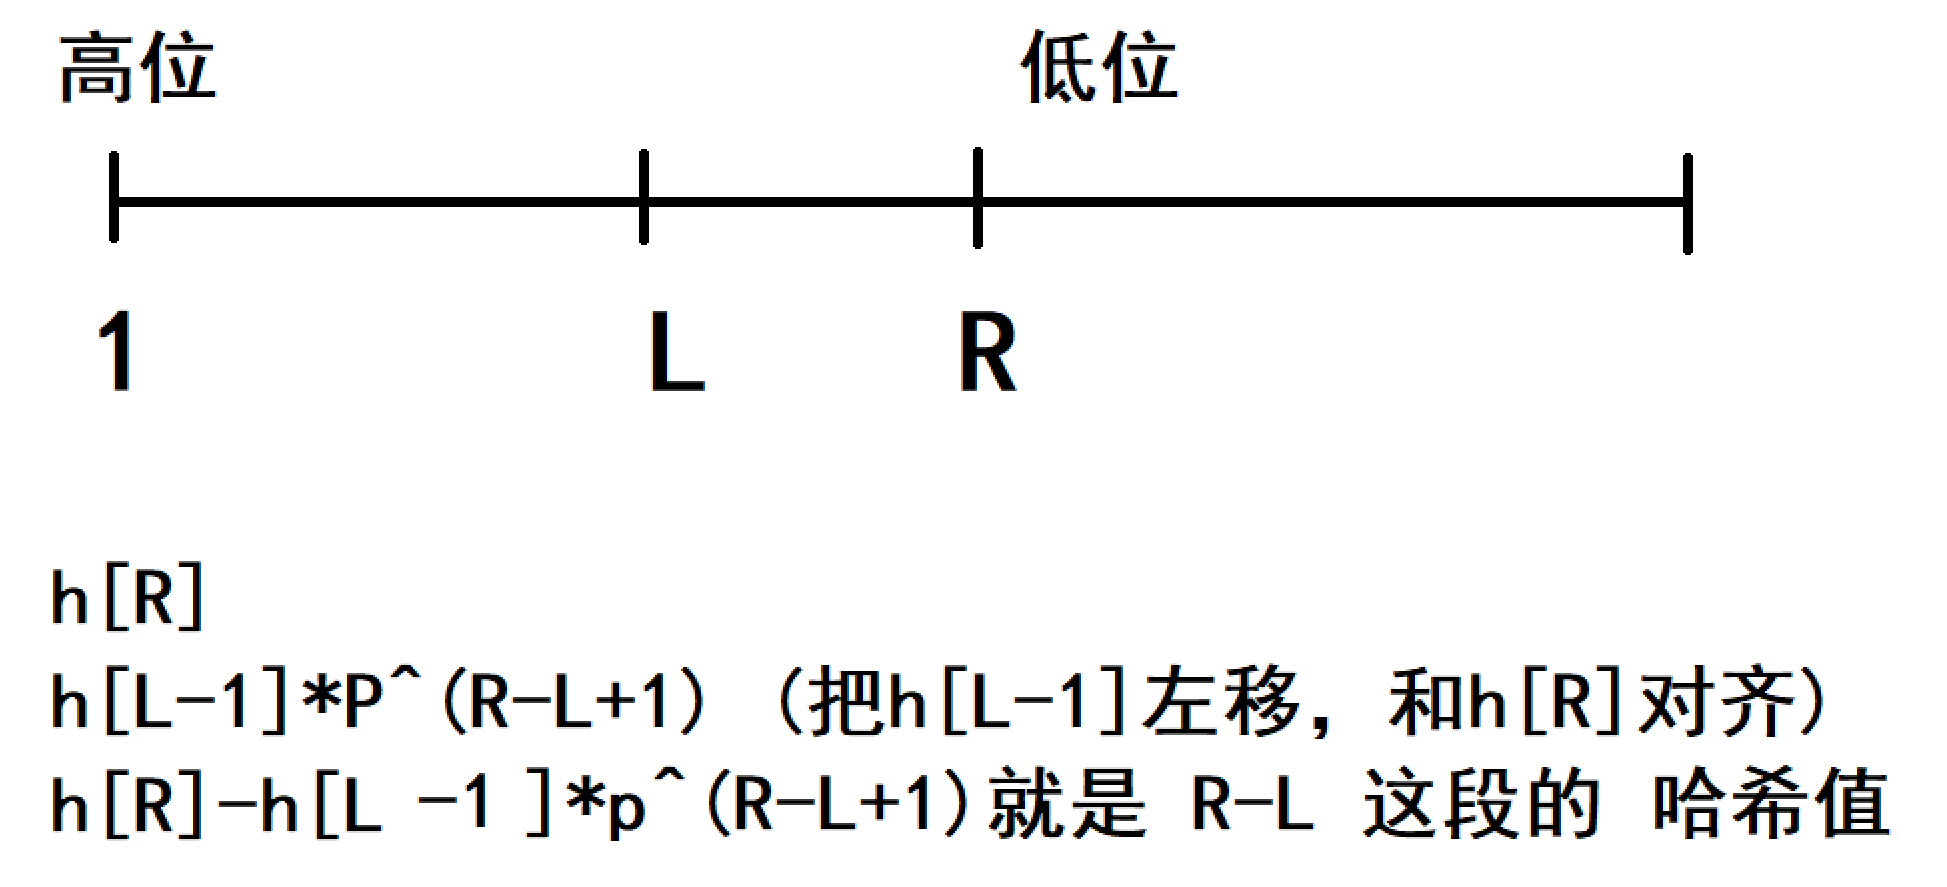 高位 低位
1 L R
h[R]
h[L-1]*P^(R-L+1) (把h[L-1]左移，和h[R]对齐)
h[R]-h[L -1 ]*p^(R-L+1)就是 R-L 这段的 哈希值